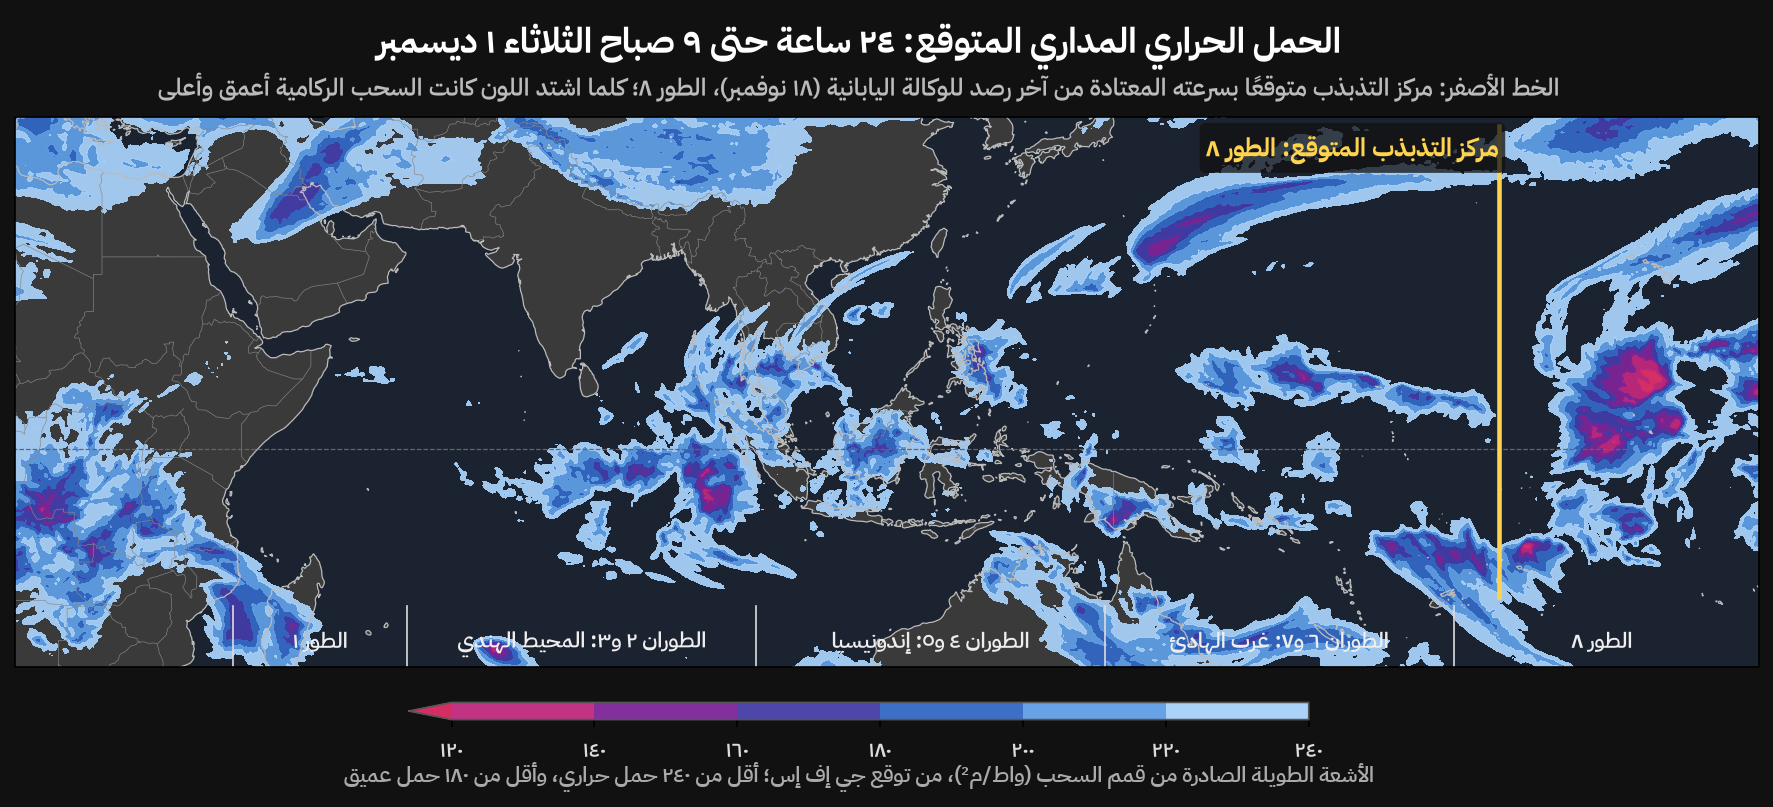 الحمل الحراري المداري المتوقع: ٢٤ ساعة حتى ٩ صباح الثلاثاء ١ ديسمبر
الخط الأصفر: مركز التذبذب متوقعًا بسرعته المعتادة من آخر رصد للوكالة اليابانية (١٨ نوفمبر)، الطور ٨؛ كلما اشتد اللون كانت السحب الركامية أعمق وأعلى
مركز التذبذب المتوقع: الطور ٨
الطور ١
الطوران ٢ و٣: المحيط الهندي
الطوران ٤ و٥: إندونيسيا
الطوران ٦ و٧: غرب الهادئ
الطور ٨
١٢٠ ١٤٠ ١٦٠ ١٨٠ ٢٠٠ ٢٢٠ ٢٤٠
الأشعة الطويلة الصادرة من قمم السحب (واط/م²)، من توقع جي إف إس؛ أقل من ٢٤٠ حمل حراري، وأقل من ١٨٠ حمل عميق